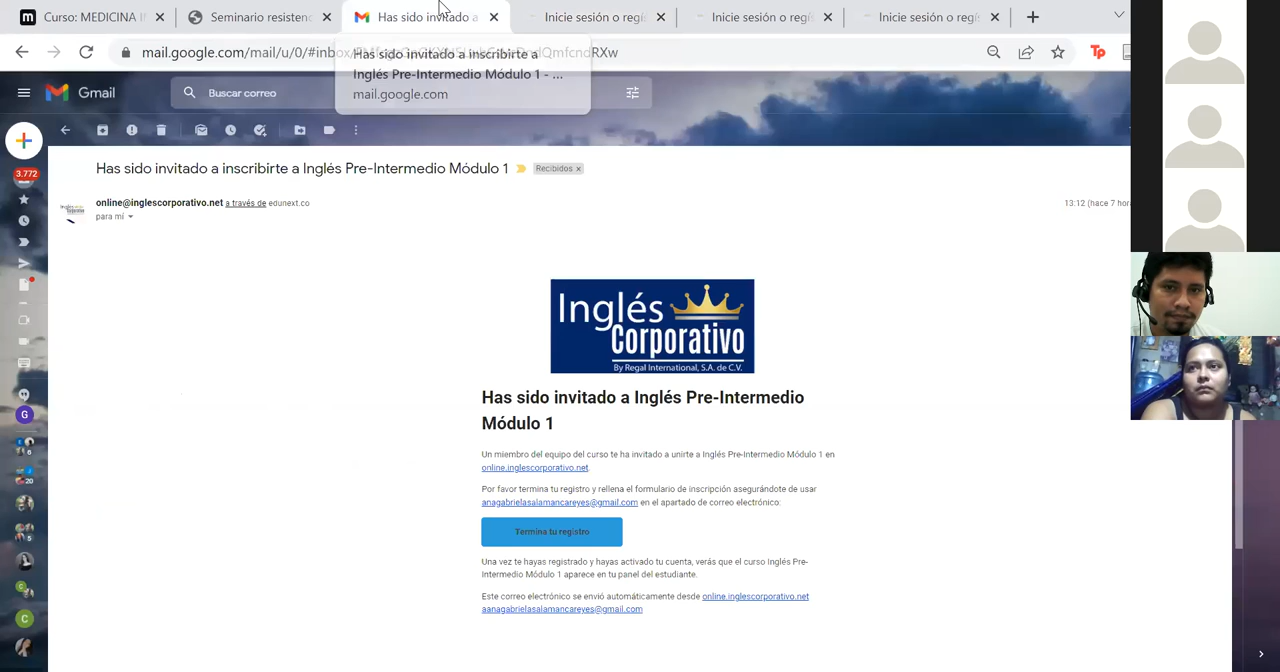 Curso: MEDICINA I
Seminario resistenc
Has sido invitado a
Inicie sesión o regís
Inicie sesión o regís
Inicie sesión o regís
mail.google.com/mail/u/0/#inbox
RXw
Has sido invitado a inscribirte a
Inglés Pre-Intermedio Módulo 1 - ...
mail.google.com
Gmail
Buscar correo
3.772
Has sido invitado a inscribirte a Inglés Pre-Intermedio Módulo 1
Recibidos x
online@inglescorporativo.net a través de edunext.co
13:12 (hace 7 hora
para mí
Inglés
Corporativo
By Regal International, S.A. de C.V.
Has sido invitado a Inglés Pre-Intermedio
Módulo 1
Un miembro del equipo del curso te ha invitado a unirte a Inglés Pre-Intermedio Módulo 1 en
online.inglescorporativo.net.
Por favor termina tu registro y rellena el formulario de inscripción asegurándote de usar
anagabrielasalamancareyes@gmail.com en el apartado de correo electrónico:
Termina tu registro
Una vez te hayas registrado y hayas activado tu cuenta, verás que el curso Inglés Pre-
Intermedio Módulo 1 aparece en tu panel del estudiante.
Este correo electrónico se envió automáticamente desde online.inglescorporativo.net
aanagabrielasalamancareyes@gmail.com